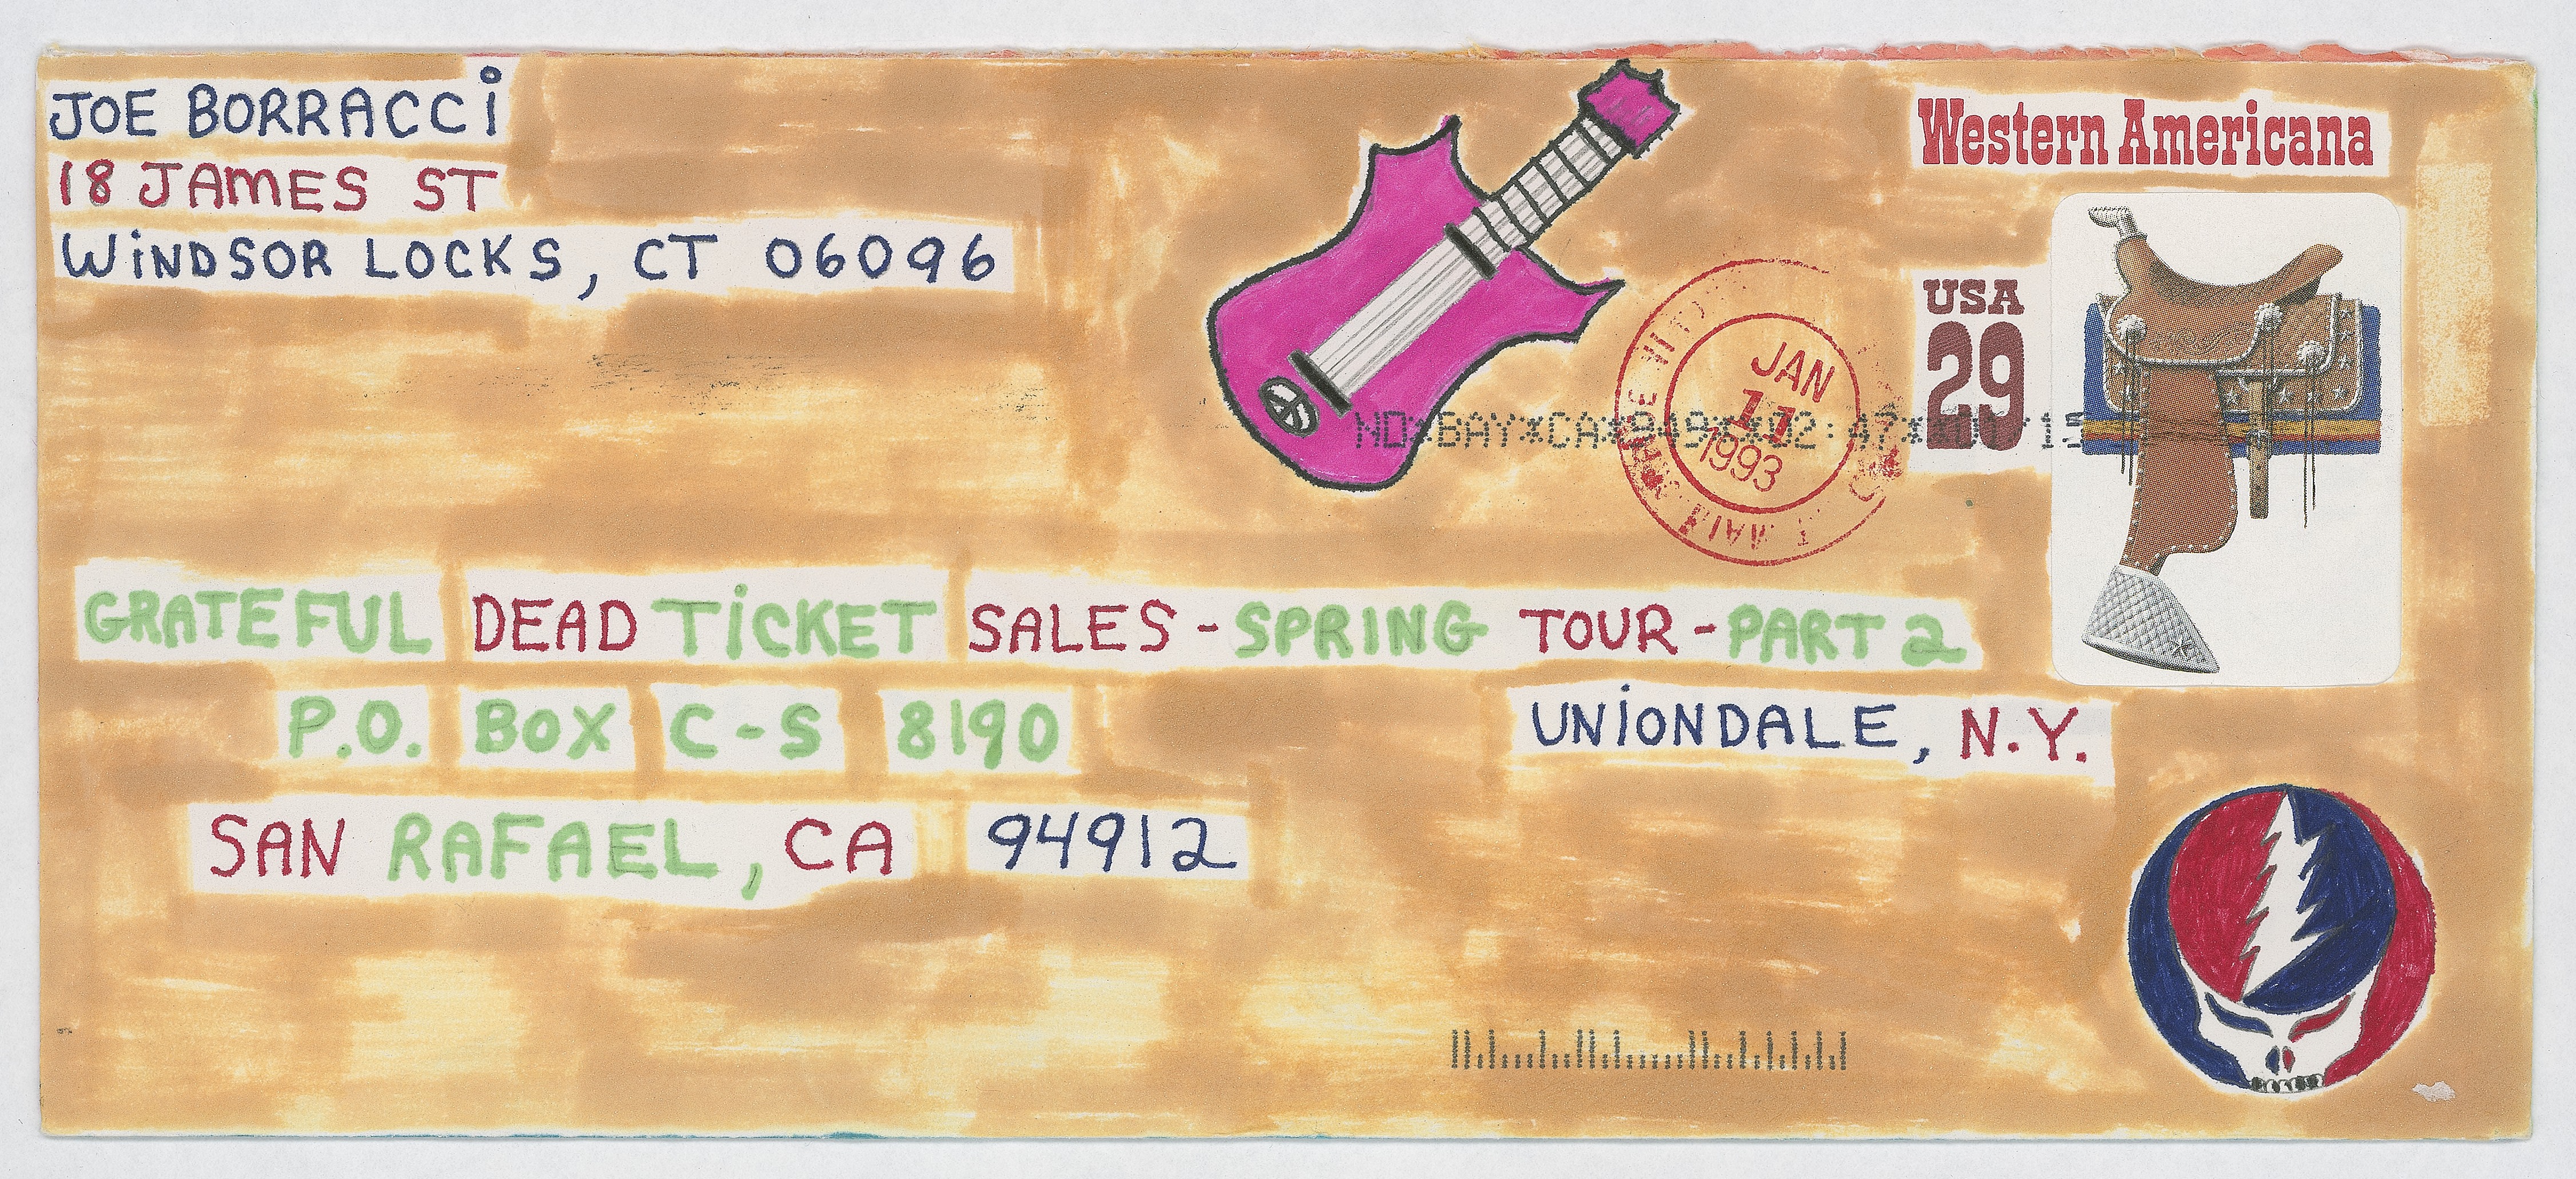 JOE BORRACCi
18 JAMES ST
WiNDSOR LOCKS, CT 06096
Western Americana
USA
29
JAN
11
1993
GRATEFUL DEAD TiCKET SALES - SPRING TOUR - PART 2
P.O. BOX C-S 8190
UNiONDALE, N.Y.
SAN RAFAEL, CA 94912